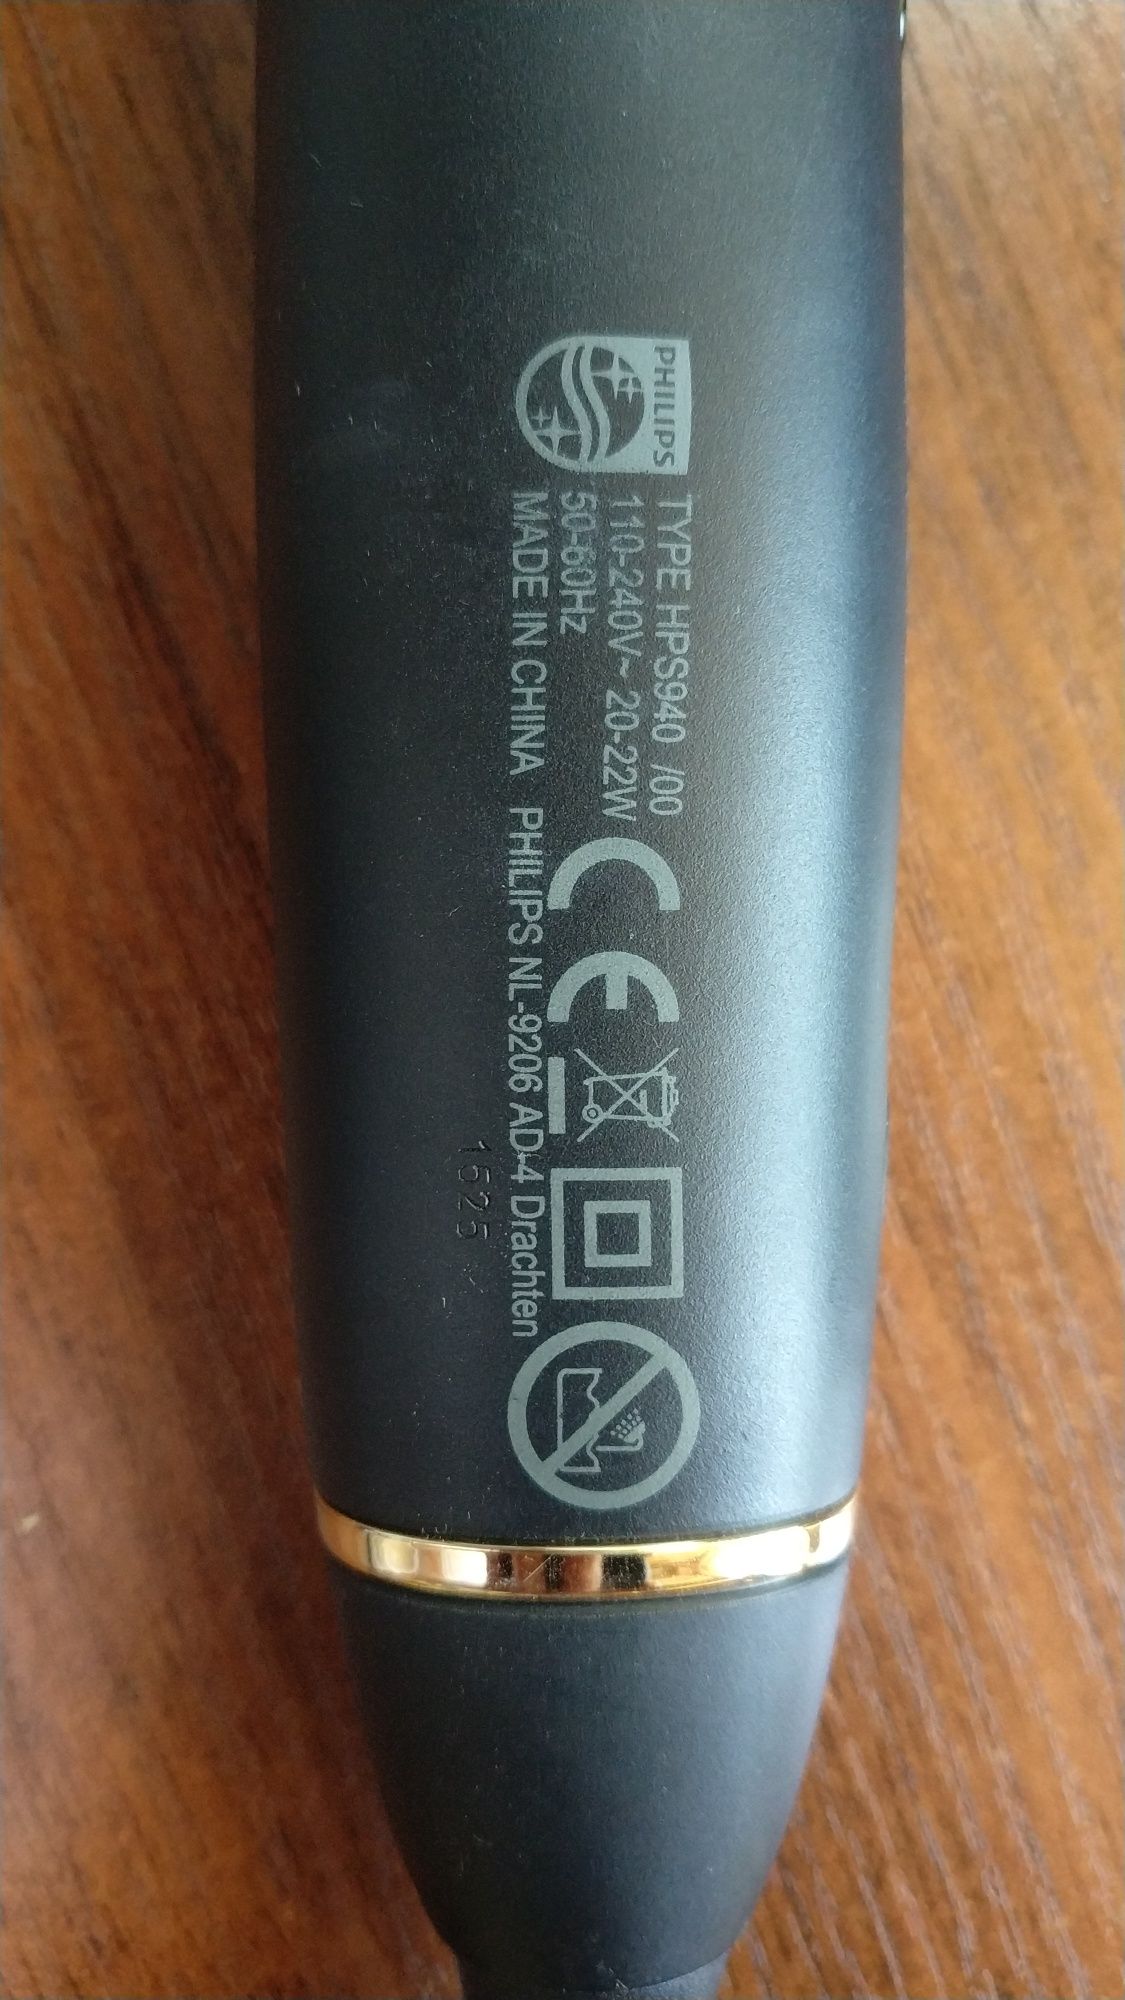 PHILIPS
TYPE HPS940 /00
110-240V~ 20-22W
50-60Hz
MADE IN CHINA PHILIPS NL-9206 AD-4 Drachten
1525